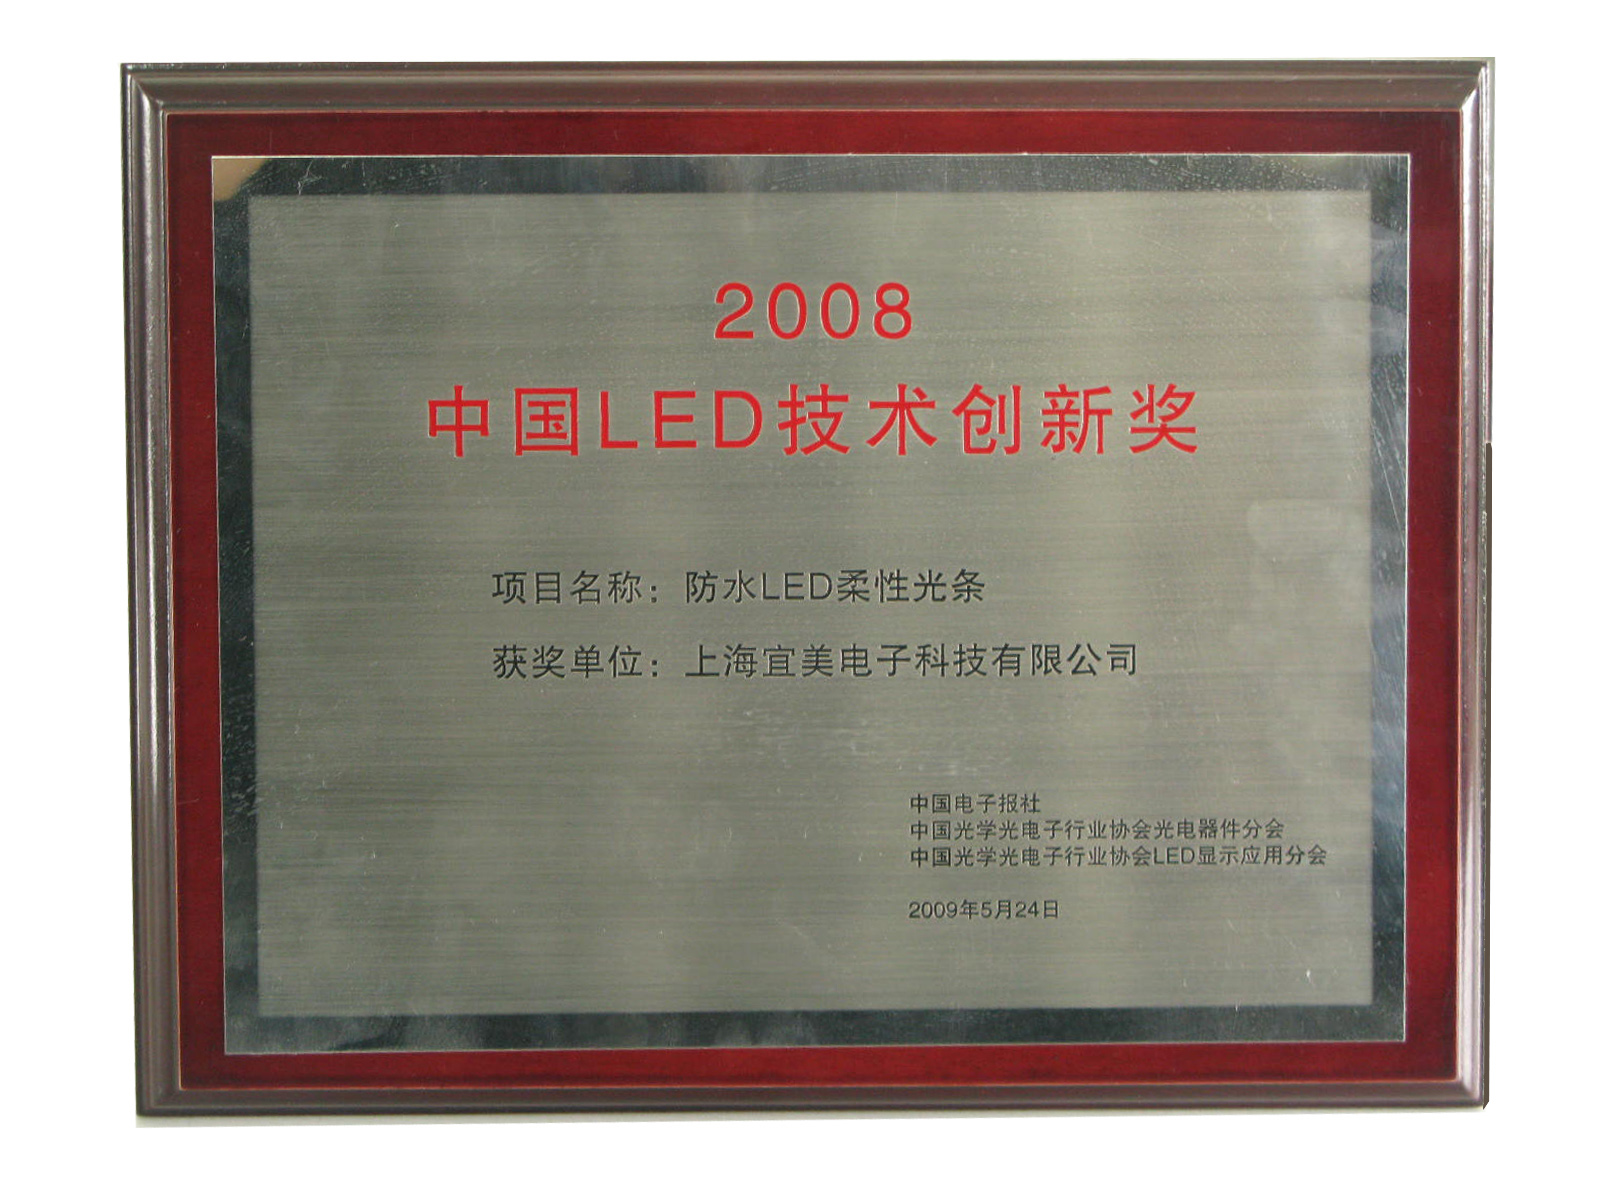 2008
中国LED技术创新奖
项目名称：防水LED柔性光条
获奖单位：上海宜美电子科技有限公司
中国电子报社
中国光学光电子行业协会光电器件分会
中国光学光电子行业协会LED显示应用分会
2009年5月24日